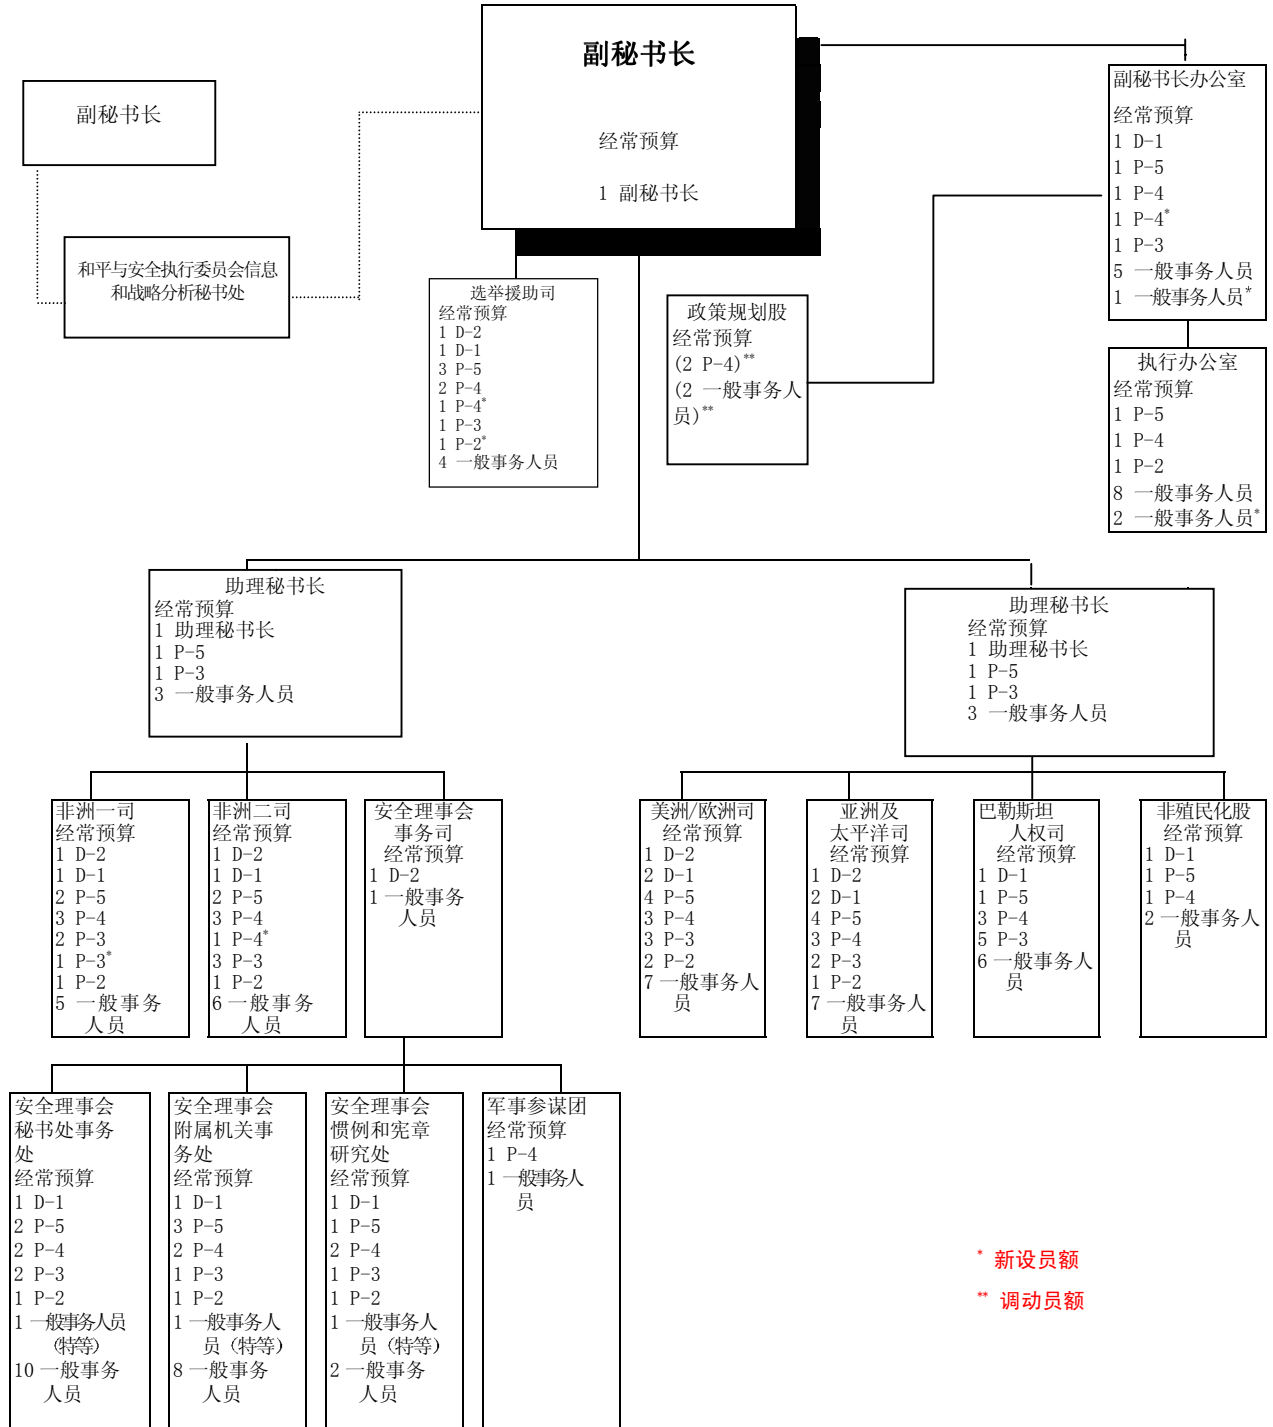 副秘书长
经常预算
1 副秘书长
副秘书长
和平与安全执行委员会信息
和战略分析秘书处
副秘书长办公室
经常预算
1 D-1
1 P-5
1 P-4
1 P-4*
1 P-3
5 一般事务人员
1 一般事务人员*
选举援助司
经常预算
1 D-2
1 D-1
3 P-5
2 P-4
1 P-4*
1 P-3
1 P-2*
4 一般事务人员
政策规划股
经常预算
(2 P-4)**
(2 一般事务人
员)**
执行办公室
经常预算
1 P-5
1 P-4
1 P-2
8 一般事务人员
2 一般事务人员*
助理秘书长
经常预算
1 助理秘书长
1 P-5
1 P-3
3 一般事务人员
助理秘书长
经常预算
1 助理秘书长
1 P-5
1 P-3
3 一般事务人员
非洲一司
经常预算
1 D-2
1 D-1
2 P-5
3 P-4
2 P-3
1 P-3*
1 P-2
5 一般事务
人员
非洲二司
经常预算
1 D-2
1 D-1
2 P-5
3 P-4
1 P-4*
3 P-3
1 P-2
6 一般事务
人员
安全理事会
事务司
经常预算
1 D-2
1 一般事务
人员
美洲/欧洲司
经常预算
1 D-2
2 D-1
4 P-5
3 P-4
3 P-3
2 P-2
7 一般事务人
员
亚洲及
太平洋司
经常预算
1 D-2
2 D-1
4 P-5
3 P-4
2 P-3
1 P-2
7 一般事务人
员
巴勒斯坦
人权司
经常预算
1 D-1
1 P-5
3 P-4
5 P-3
6 一般事务人
员
非殖民化股
经常预算
1 D-1
1 P-5
1 P-4
2 一般事务人
员
安全理事会
秘书处事务
处
经常预算
1 D-1
2 P-5
2 P-4
2 P-3
1 P-2
1 一般事务人员
(特等)
10 一般事务
人员
安全理事会
附属机关事
务处
经常预算
1 D-1
3 P-5
2 P-4
1 P-3
1 P-2
1 一般事务人
员（特等）
8 一般事务
人员
安全理事会
惯例和宪章
研究处
经常预算
1 D-1
1 P-5
2 P-4
1 P-3
1 P-2
1 一般事务人
员（特等）
2 一般事务
人员
军事参谋团
经常预算
1 P-4
1 一般事务人
员
* 新设员额
** 调动员额